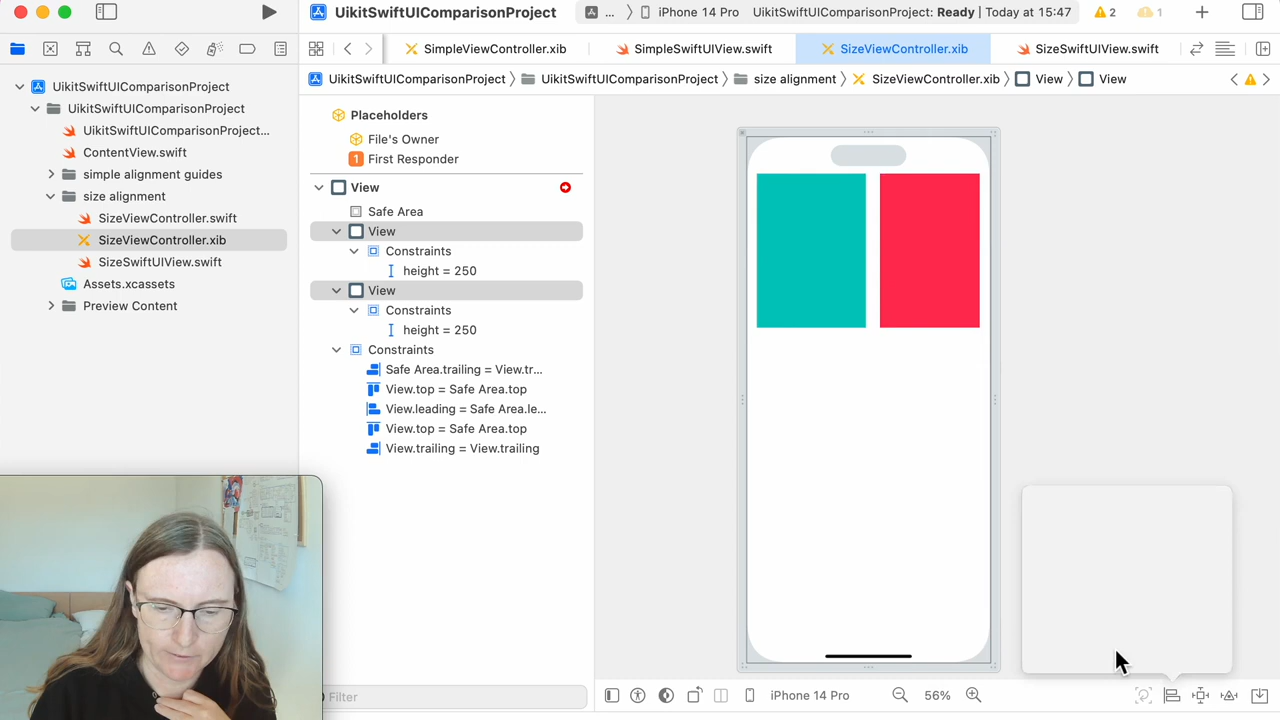 UikitSwiftUIComparisonProject
... iPhone 14 Pro UikitSwiftUIComparisonProject: Ready | Today at 15:47 2 1
SimpleViewController.xib SimpleSwiftUIView.swift SizeViewController.xib SizeSwiftUIView.swift
UikitSwiftUIComparisonProject UikitSwiftUIComparisonProject size alignment SizeViewController.xib View View
UikitSwiftUIComparisonProject
UikitSwiftUIComparisonProject
UikitSwiftUIComparisonProject...
ContentView.swift
simple alignment guides
size alignment
SizeViewController.swift
SizeViewController.xib
SizeSwiftUIView.swift
Assets.xcassets
Preview Content
Placeholders
File's Owner
1 First Responder
View
Safe Area
View
Constraints
height = 250
View
Constraints
height = 250
Constraints
Safe Area.trailing = View.tr...
View.top = Safe Area.top
View.leading = Safe Area.le...
View.top = Safe Area.top
View.trailing = View.trailing
Filter
iPhone 14 Pro 56%